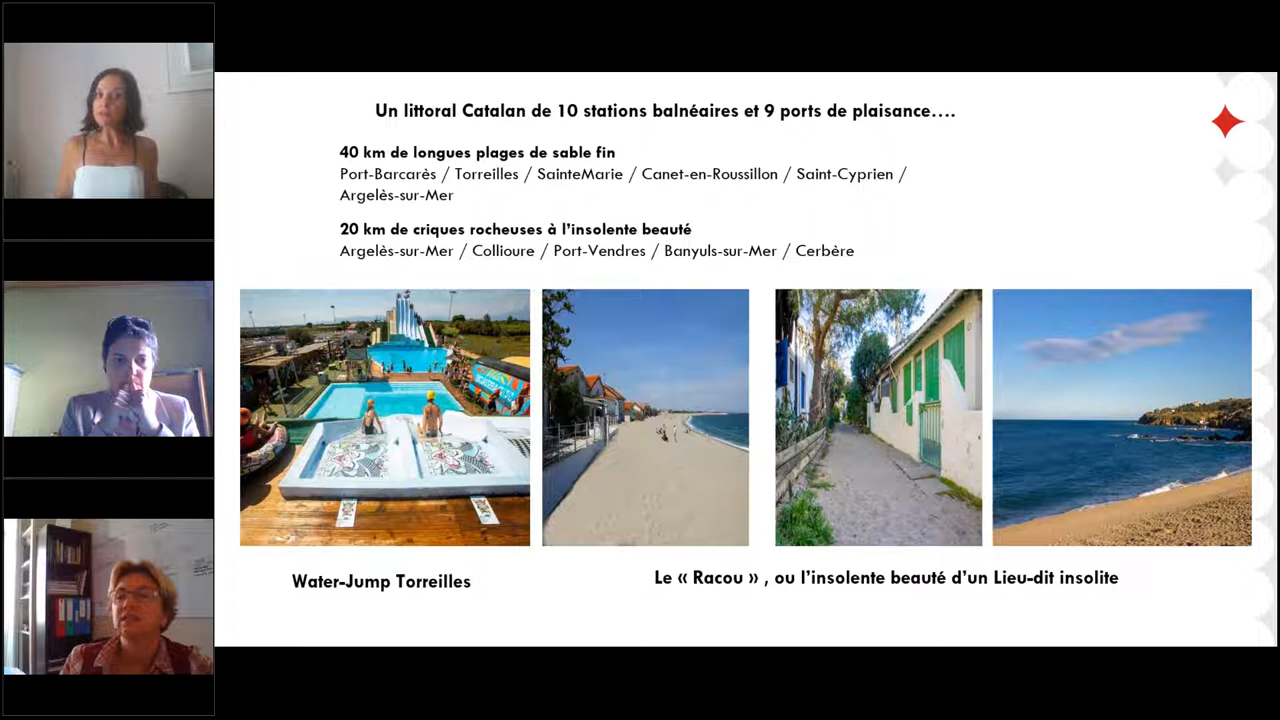 Un littoral Catalan de 10 stations balnéaires et 9 ports de plaisance….
40 km de longues plages de sable fin
Port-Barcarès / Torreilles / SainteMarie / Canet-en-Roussillon / Saint-Cyprien /
Argelès-sur-Mer
20 km de criques rocheuses à l’insolente beauté
Argelès-sur-Mer / Collioure / Port-Vendres / Banyuls-sur-Mer / Cerbère
Water-Jump Torreilles
Le « Racou » , ou l’insolente beauté d’un Lieu-dit insolite